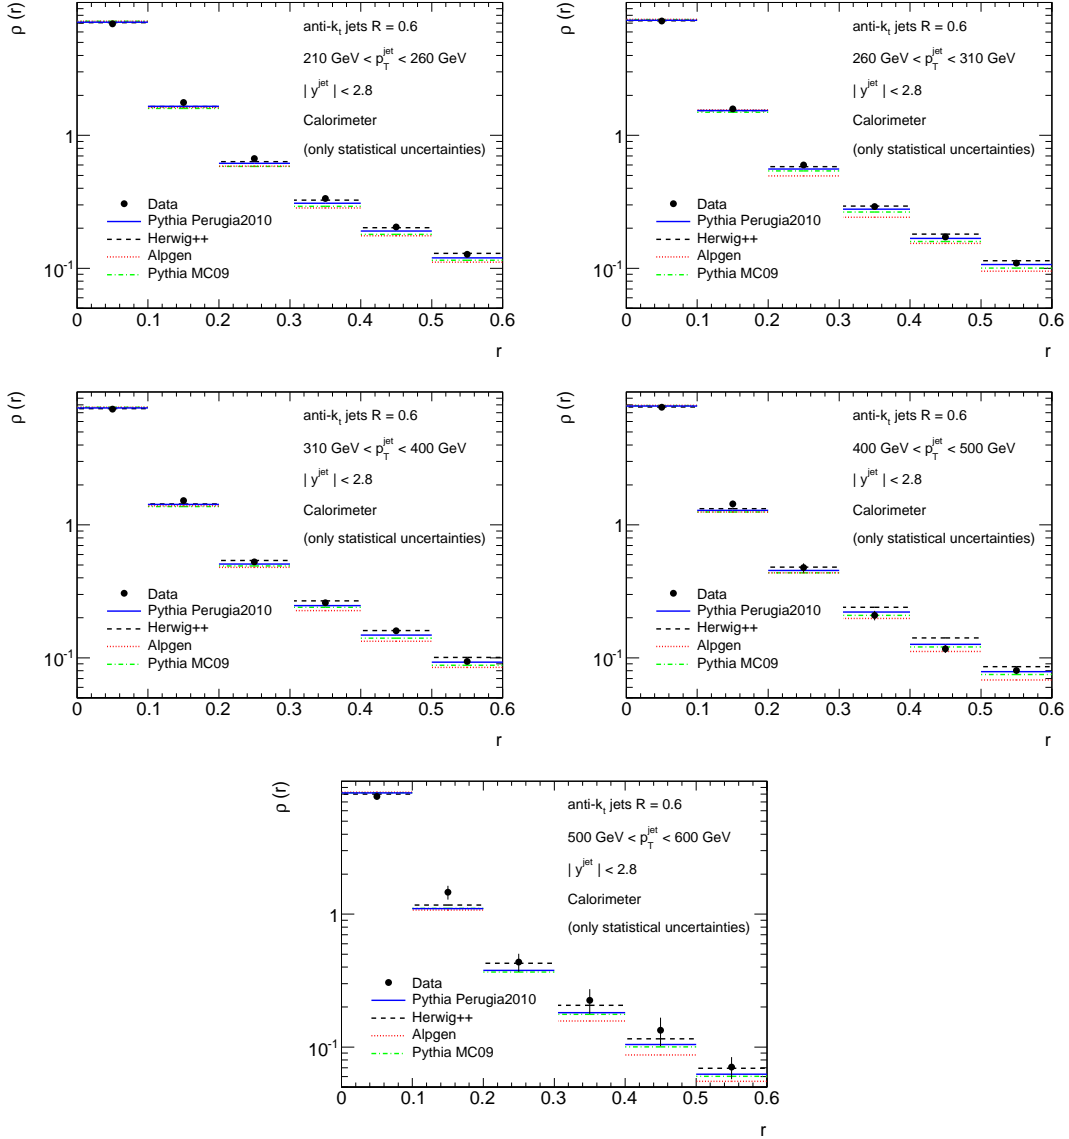 ρ (r)
anti-k_t jets R = 0.6
210 GeV < p_T^jet < 260 GeV
| y^jet | < 2.8
Calorimeter
(only statistical uncertainties)
1
Data
Pythia Perugia2010
Herwig++
Alpgen
Pythia MC09
10^-1
0 0.1 0.2 0.3 0.4 0.5 0.6
r
ρ (r)
anti-k_t jets R = 0.6
260 GeV < p_T^jet < 310 GeV
| y^jet | < 2.8
Calorimeter
(only statistical uncertainties)
1
Data
Pythia Perugia2010
Herwig++
Alpgen
Pythia MC09
10^-1
0 0.1 0.2 0.3 0.4 0.5 0.6
r
ρ (r)
anti-k_t jets R = 0.6
310 GeV < p_T^jet < 400 GeV
| y^jet | < 2.8
Calorimeter
(only statistical uncertainties)
1
Data
Pythia Perugia2010
Herwig++
Alpgen
Pythia MC09
10^-1
0 0.1 0.2 0.3 0.4 0.5 0.6
r
ρ (r)
anti-k_t jets R = 0.6
400 GeV < p_T^jet < 500 GeV
| y^jet | < 2.8
Calorimeter
(only statistical uncertainties)
1
Data
Pythia Perugia2010
Herwig++
Alpgen
Pythia MC09
10^-1
0 0.1 0.2 0.3 0.4 0.5 0.6
r
ρ (r)
anti-k_t jets R = 0.6
500 GeV < p_T^jet < 600 GeV
| y^jet | < 2.8
Calorimeter
(only statistical uncertainties)
1
Data
Pythia Perugia2010
Herwig++
Alpgen
Pythia MC09
10^-1
0 0.1 0.2 0.3 0.4 0.5 0.6
r